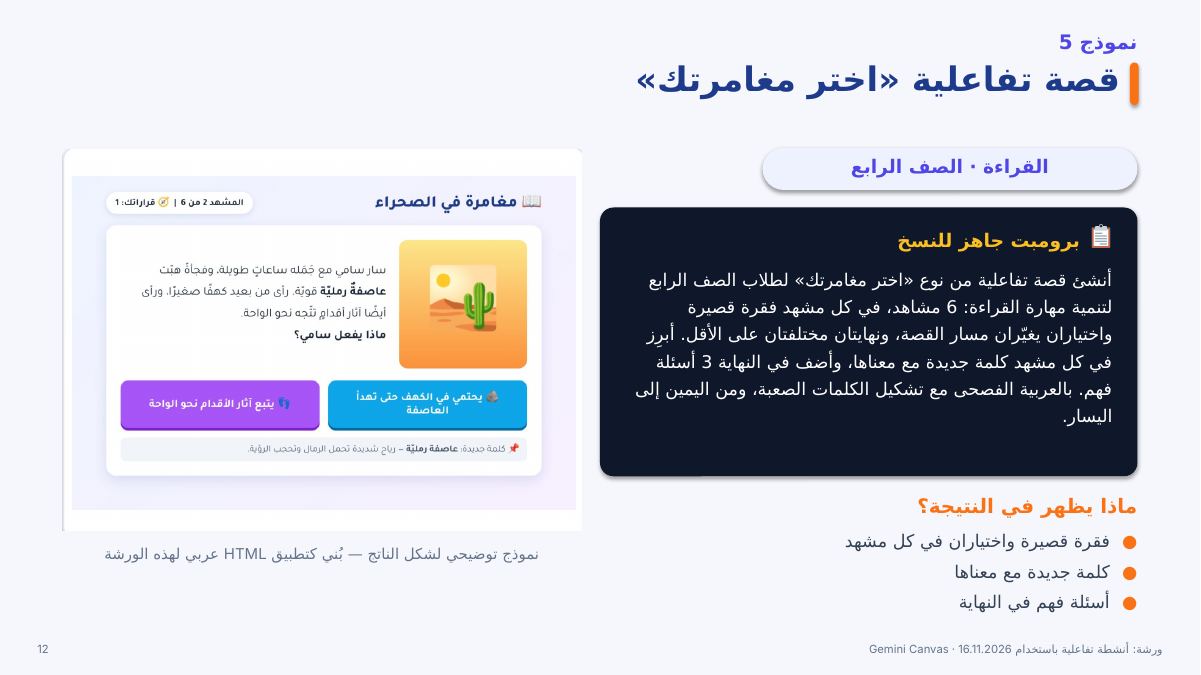 نموذج 5
قصة تفاعلية «اختر مغامرتك»
القراءة · الصف الرابع
📋 برومبت جاهز للنسخ
أنشئ قصة تفاعلية من نوع «اختر مغامرتك» لطلاب الصف الرابع
لتنمية مهارة القراءة: 6 مشاهد، في كل مشهد فقرة قصيرة
واختياران يغيّران مسار القصة، ونهايتان مختلفتان على الأقل. أبرِز
في كل مشهد كلمة جديدة مع معناها، وأضف في النهاية 3 أسئلة
فهم. بالعربية الفصحى مع تشكيل الكلمات الصعبة، ومن اليمين إلى
اليسار.
ماذا يظهر في النتيجة؟
فقرة قصيرة واختياران في كل مشهد
كلمة جديدة مع معناها
أسئلة فهم في النهاية
📖 مغامرة في الصحراء
المشهد 2 من 6 | 🧭 قراراتك: 1
سار سامي مع جَمَله ساعاتٍ طويلة، وفجأةً هبّت
عاصفةٌ رمليّة قويّة. رأى من بعيد كهفًا صغيرًا، ورأى
أيضًا آثار أقدامٍ تتّجه نحو الواحة.
ماذا يفعل سامي؟
🪨 يحتمي في الكهف حتى تهدأ
العاصفة
👣 يتبع آثار الأقدام نحو الواحة
📌 كلمة جديدة: عاصفة رمليّة – رياح شديدة تحمل الرمال وتحجب الرؤية.
نموذج توضيحي لشكل الناتج — بُني كتطبيق HTML عربي لهذه الورشة
ورشة: أنشطة تفاعلية باستخدام Gemini Canvas · 16.11.2026
12